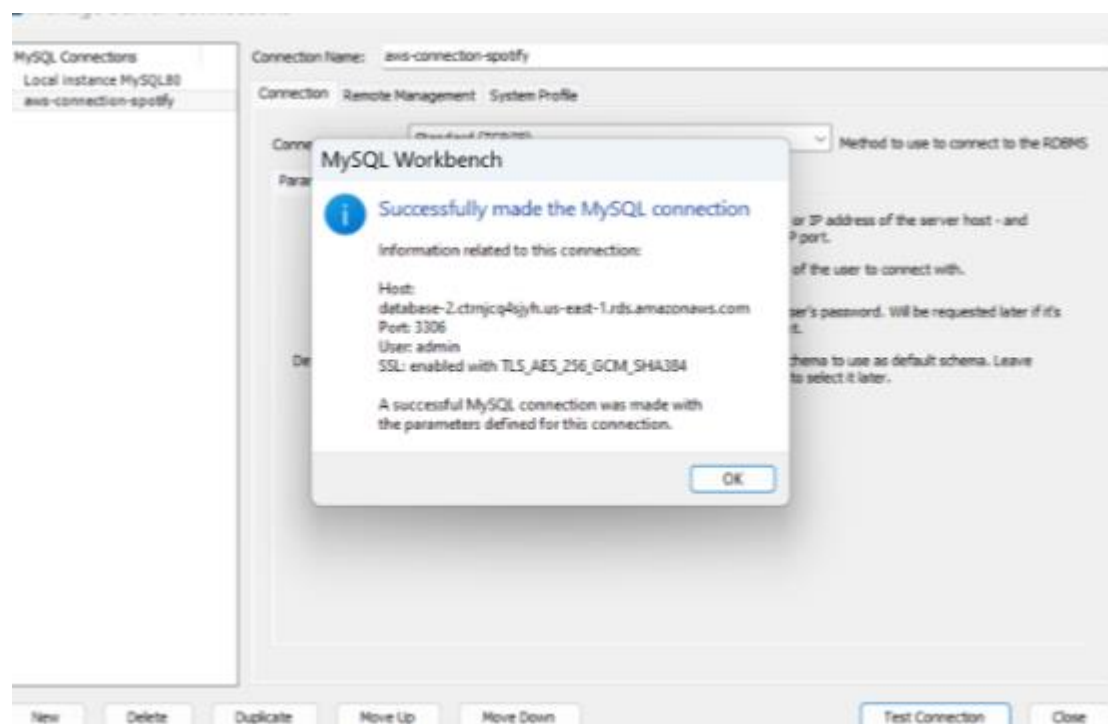 MySQL Connections
Local instance MySQL80
aws-connection-spotify
Connection Name: aws-connection-spotify
Connection Remote Management System Profile
Method to use to connect to the RDBMS
MySQL Workbench
Successfully made the MySQL connection
Information related to this connection:
Host:
database-2.ctmjcq4sjyh.us-east-1.rds.amazonaws.com
Port: 3306
User: admin
SSL: enabled with TLS_AES_256_GCM_SHA384
A successful MySQL connection was made with
the parameters defined for this connection.
OK
or IP address of the server host - and
P port.
of the user to connect with.
password. Will be requested later if it's
to use as default schema. Leave
to select it later.
New Delete Duplicate Move Up Move Down Test Connection Close